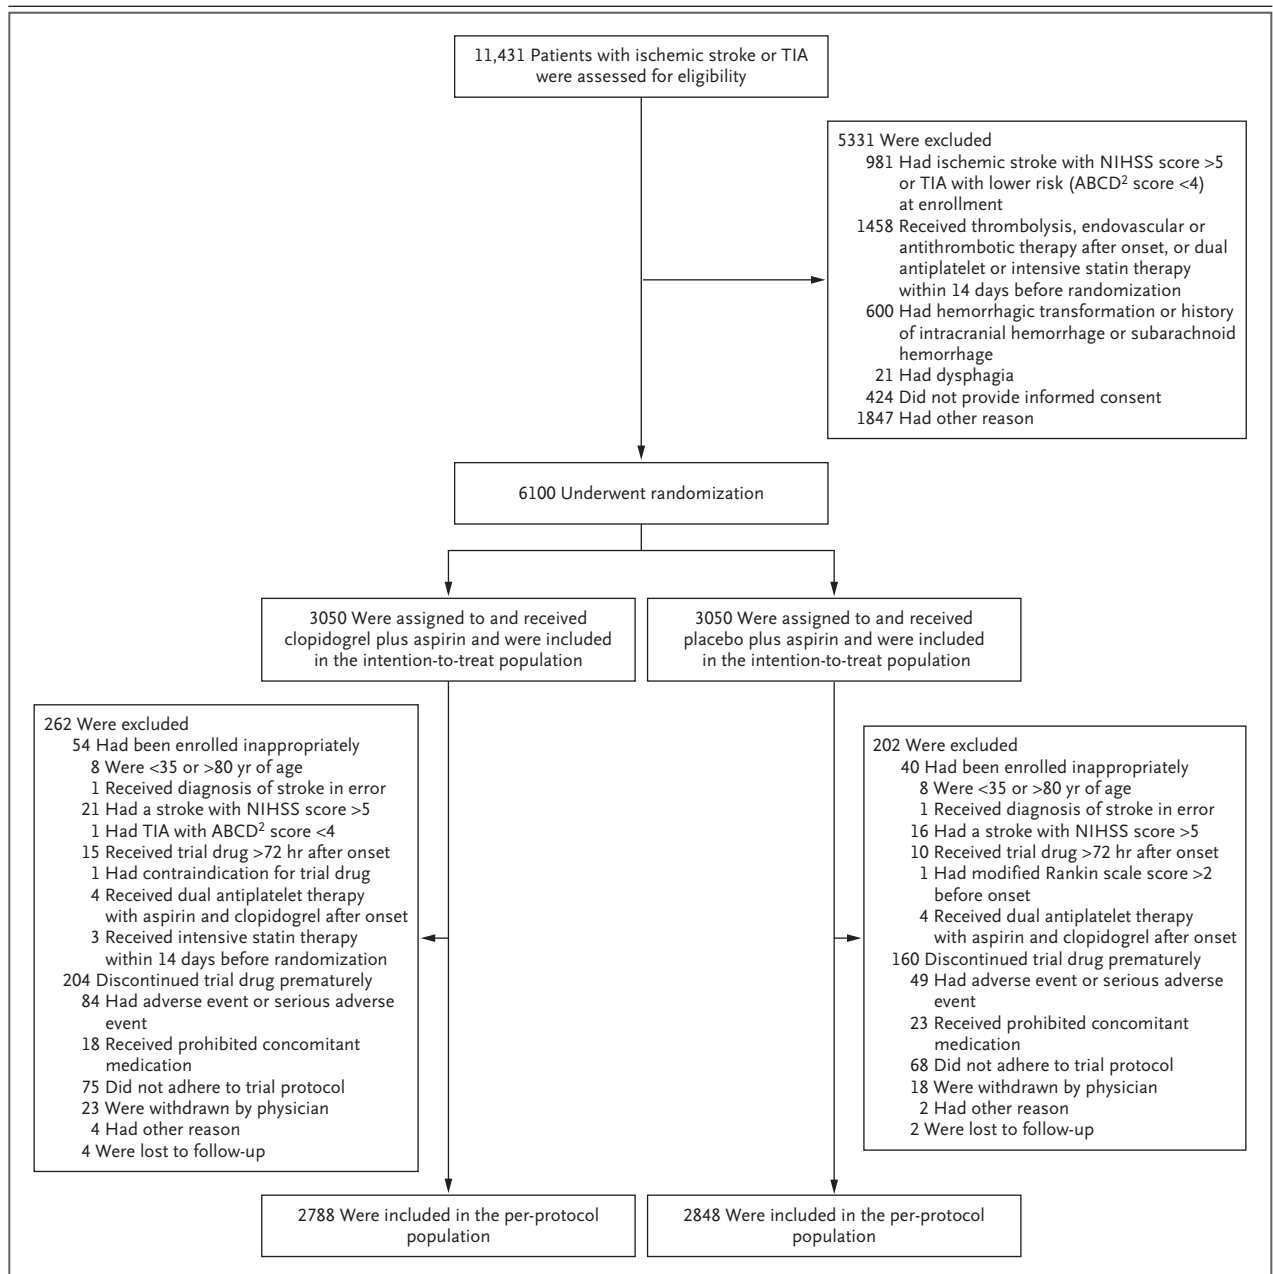 11,431 Patients with ischemic stroke or TIA
were assessed for eligibility
5331 Were excluded
981 Had ischemic stroke with NIHSS score >5
or TIA with lower risk (ABCD² score <4)
at enrollment
1458 Received thrombolysis, endovascular or
antithrombotic therapy after onset, or dual
antiplatelet or intensive statin therapy
within 14 days before randomization
600 Had hemorrhagic transformation or history
of intracranial hemorrhage or subarachnoid
hemorrhage
21 Had dysphagia
424 Did not provide informed consent
1847 Had other reason
6100 Underwent randomization
3050 Were assigned to and received
clopidogrel plus aspirin and were included
in the intention-to-treat population
3050 Were assigned to and received
placebo plus aspirin and were included
in the intention-to-treat population
262 Were excluded
54 Had been enrolled inappropriately
8 Were <35 or >80 yr of age
1 Received diagnosis of stroke in error
21 Had a stroke with NIHSS score >5
1 Had TIA with ABCD² score <4
15 Received trial drug >72 hr after onset
1 Had contraindication for trial drug
4 Received dual antiplatelet therapy
with aspirin and clopidogrel after onset
3 Received intensive statin therapy
within 14 days before randomization
204 Discontinued trial drug prematurely
84 Had adverse event or serious adverse
event
18 Received prohibited concomitant
medication
75 Did not adhere to trial protocol
23 Were withdrawn by physician
4 Had other reason
4 Were lost to follow-up
202 Were excluded
40 Had been enrolled inappropriately
8 Were <35 or >80 yr of age
1 Received diagnosis of stroke in error
16 Had a stroke with NIHSS score >5
10 Received trial drug >72 hr after onset
1 Had modified Rankin scale score >2
before onset
4 Received dual antiplatelet therapy
with aspirin and clopidogrel after onset
160 Discontinued trial drug prematurely
49 Had adverse event or serious adverse
event
23 Received prohibited concomitant
medication
68 Did not adhere to trial protocol
18 Were withdrawn by physician
2 Had other reason
2 Were lost to follow-up
2788 Were included in the per-protocol
population
2848 Were included in the per-protocol
population